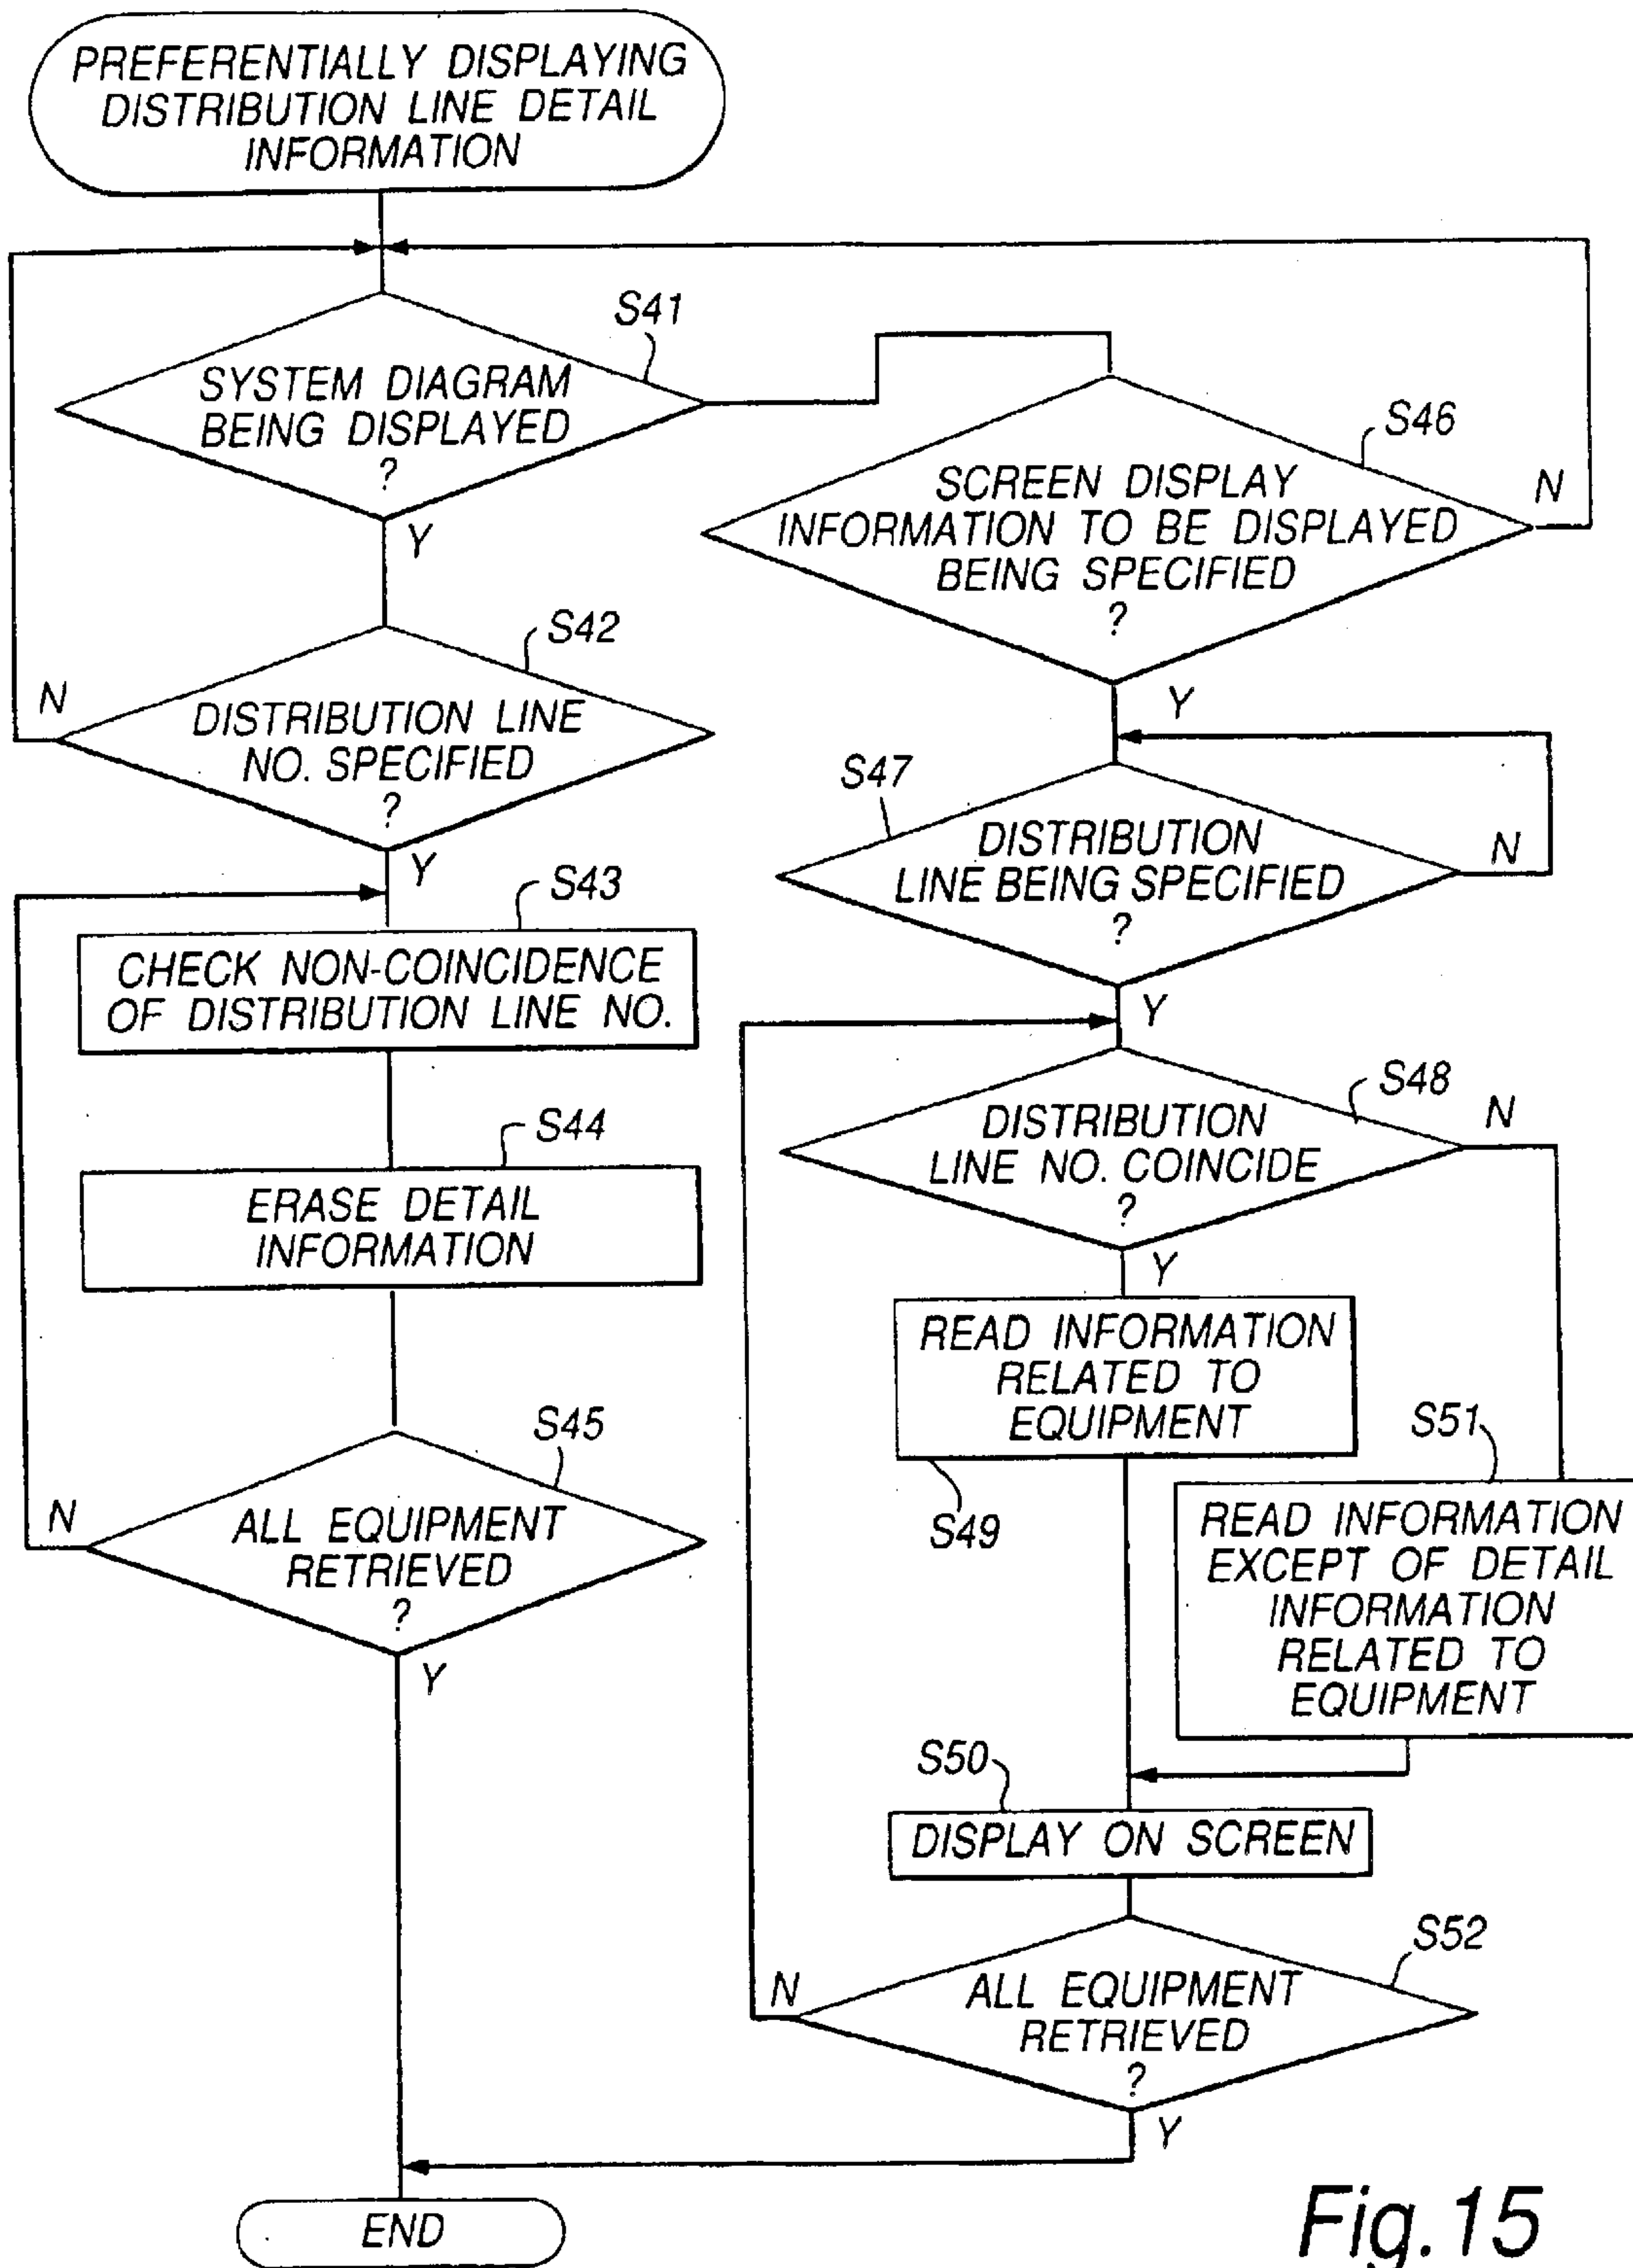 PREFERENTIALLY DISPLAYING
DISTRIBUTION LINE DETAIL
INFORMATION
S41
SYSTEM DIAGRAM
BEING DISPLAYED
?
Y
S42
N
DISTRIBUTION LINE
NO. SPECIFIED
?
Y
S43
CHECK NON-COINCIDENCE
OF DISTRIBUTION LINE NO.
S44
ERASE DETAIL
INFORMATION
S45
N
ALL EQUIPMENT
RETRIEVED
?
Y
S46
N
SCREEN DISPLAY
INFORMATION TO BE DISPLAYED
BEING SPECIFIED
?
Y
S47
DISTRIBUTION
LINE BEING SPECIFIED
?
N
Y
S48
N
DISTRIBUTION
LINE NO. COINCIDE
?
Y
READ INFORMATION
RELATED TO
EQUIPMENT
S49
S51
READ INFORMATION
EXCEPT OF DETAIL
INFORMATION
RELATED TO
EQUIPMENT
S50
DISPLAY ON SCREEN
S52
N
ALL EQUIPMENT
RETRIEVED
?
Y
END
Fig.15